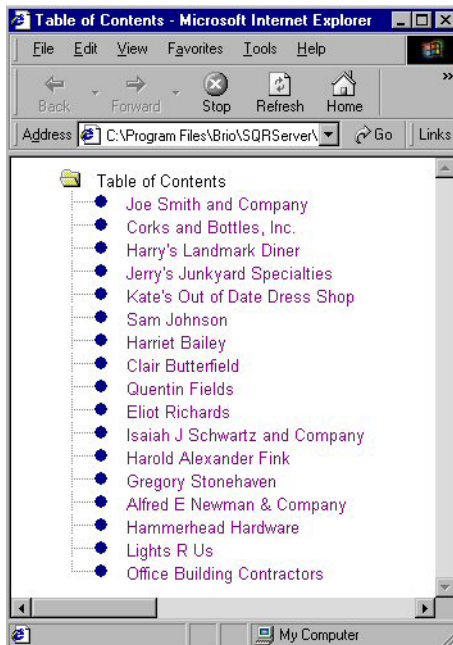 Table of Contents - Microsoft Internet Explorer
File Edit View Favorites Tools Help
Back Forward Stop Refresh Home »
Address C:\Program Files\Brio\SQRServer\ Go Links
Table of Contents
Joe Smith and Company
Corks and Bottles, Inc.
Harry's Landmark Diner
Jerry's Junkyard Specialties
Kate's Out of Date Dress Shop
Sam Johnson
Harriet Bailey
Clair Butterfield
Quentin Fields
Eliot Richards
Isaiah J Schwartz and Company
Harold Alexander Fink
Gregory Stonehaven
Alfred E Newman & Company
Hammerhead Hardware
Lights R Us
Office Building Contractors
My Computer